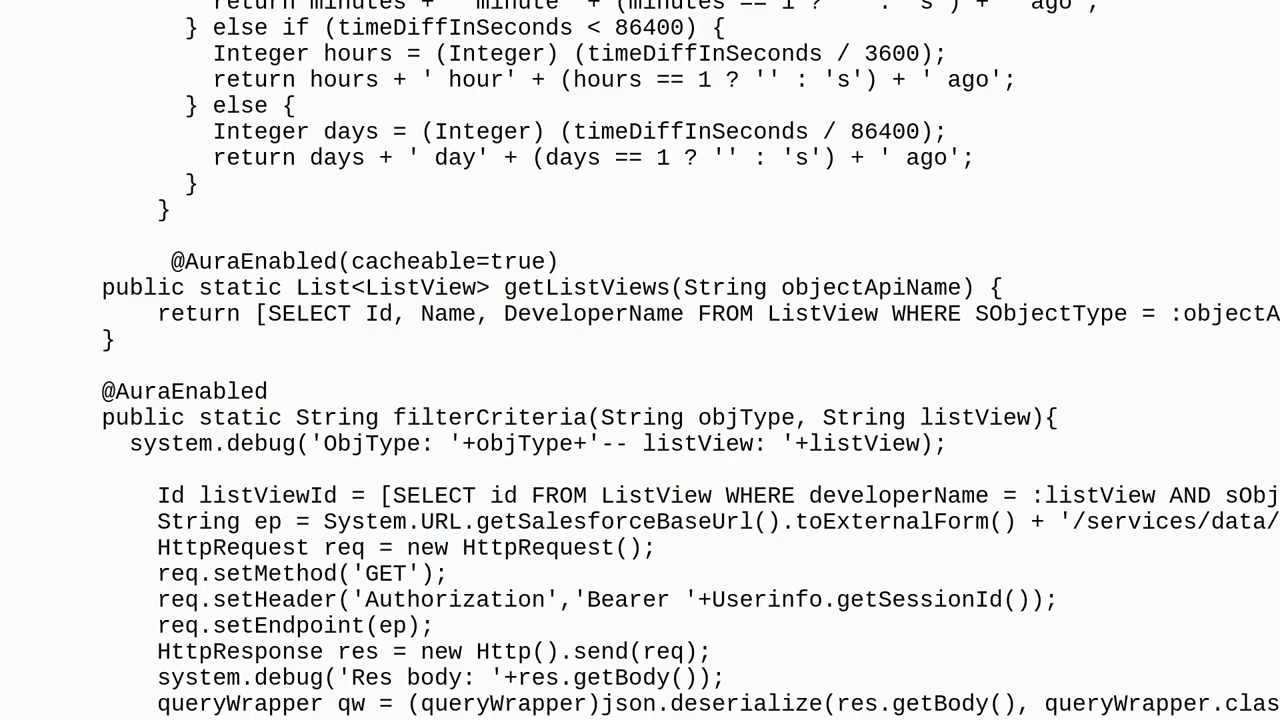 return minutes + ' minute' + (minutes == 1 ? '' : 's') + ' ago';
} else if (timeDiffInSeconds < 86400) {
Integer hours = (Integer) (timeDiffInSeconds / 3600);
return hours + ' hour' + (hours == 1 ? '' : 's') + ' ago';
} else {
Integer days = (Integer) (timeDiffInSeconds / 86400);
return days + ' day' + (days == 1 ? '' : 's') + ' ago';
}
}
@AuraEnabled(cacheable=true)
public static List<ListView> getListViews(String objectApiName) {
return [SELECT Id, Name, DeveloperName FROM ListView WHERE SObjectType = :objectA
}
@AuraEnabled
public static String filterCriteria(String objType, String listView){
system.debug('ObjType: '+objType+'-- listView: '+listView);
Id listViewId = [SELECT id FROM ListView WHERE developerName = :listView AND sObj
String ep = System.URL.getSalesforceBaseUrl().toExternalForm() + '/services/data/
HttpRequest req = new HttpRequest();
req.setMethod('GET');
req.setHeader('Authorization','Bearer '+Userinfo.getSessionId());
req.setEndpoint(ep);
HttpResponse res = new Http().send(req);
system.debug('Res body: '+res.getBody());
queryWrapper qw = (queryWrapper)json.deserialize(res.getBody(), queryWrapper.clas